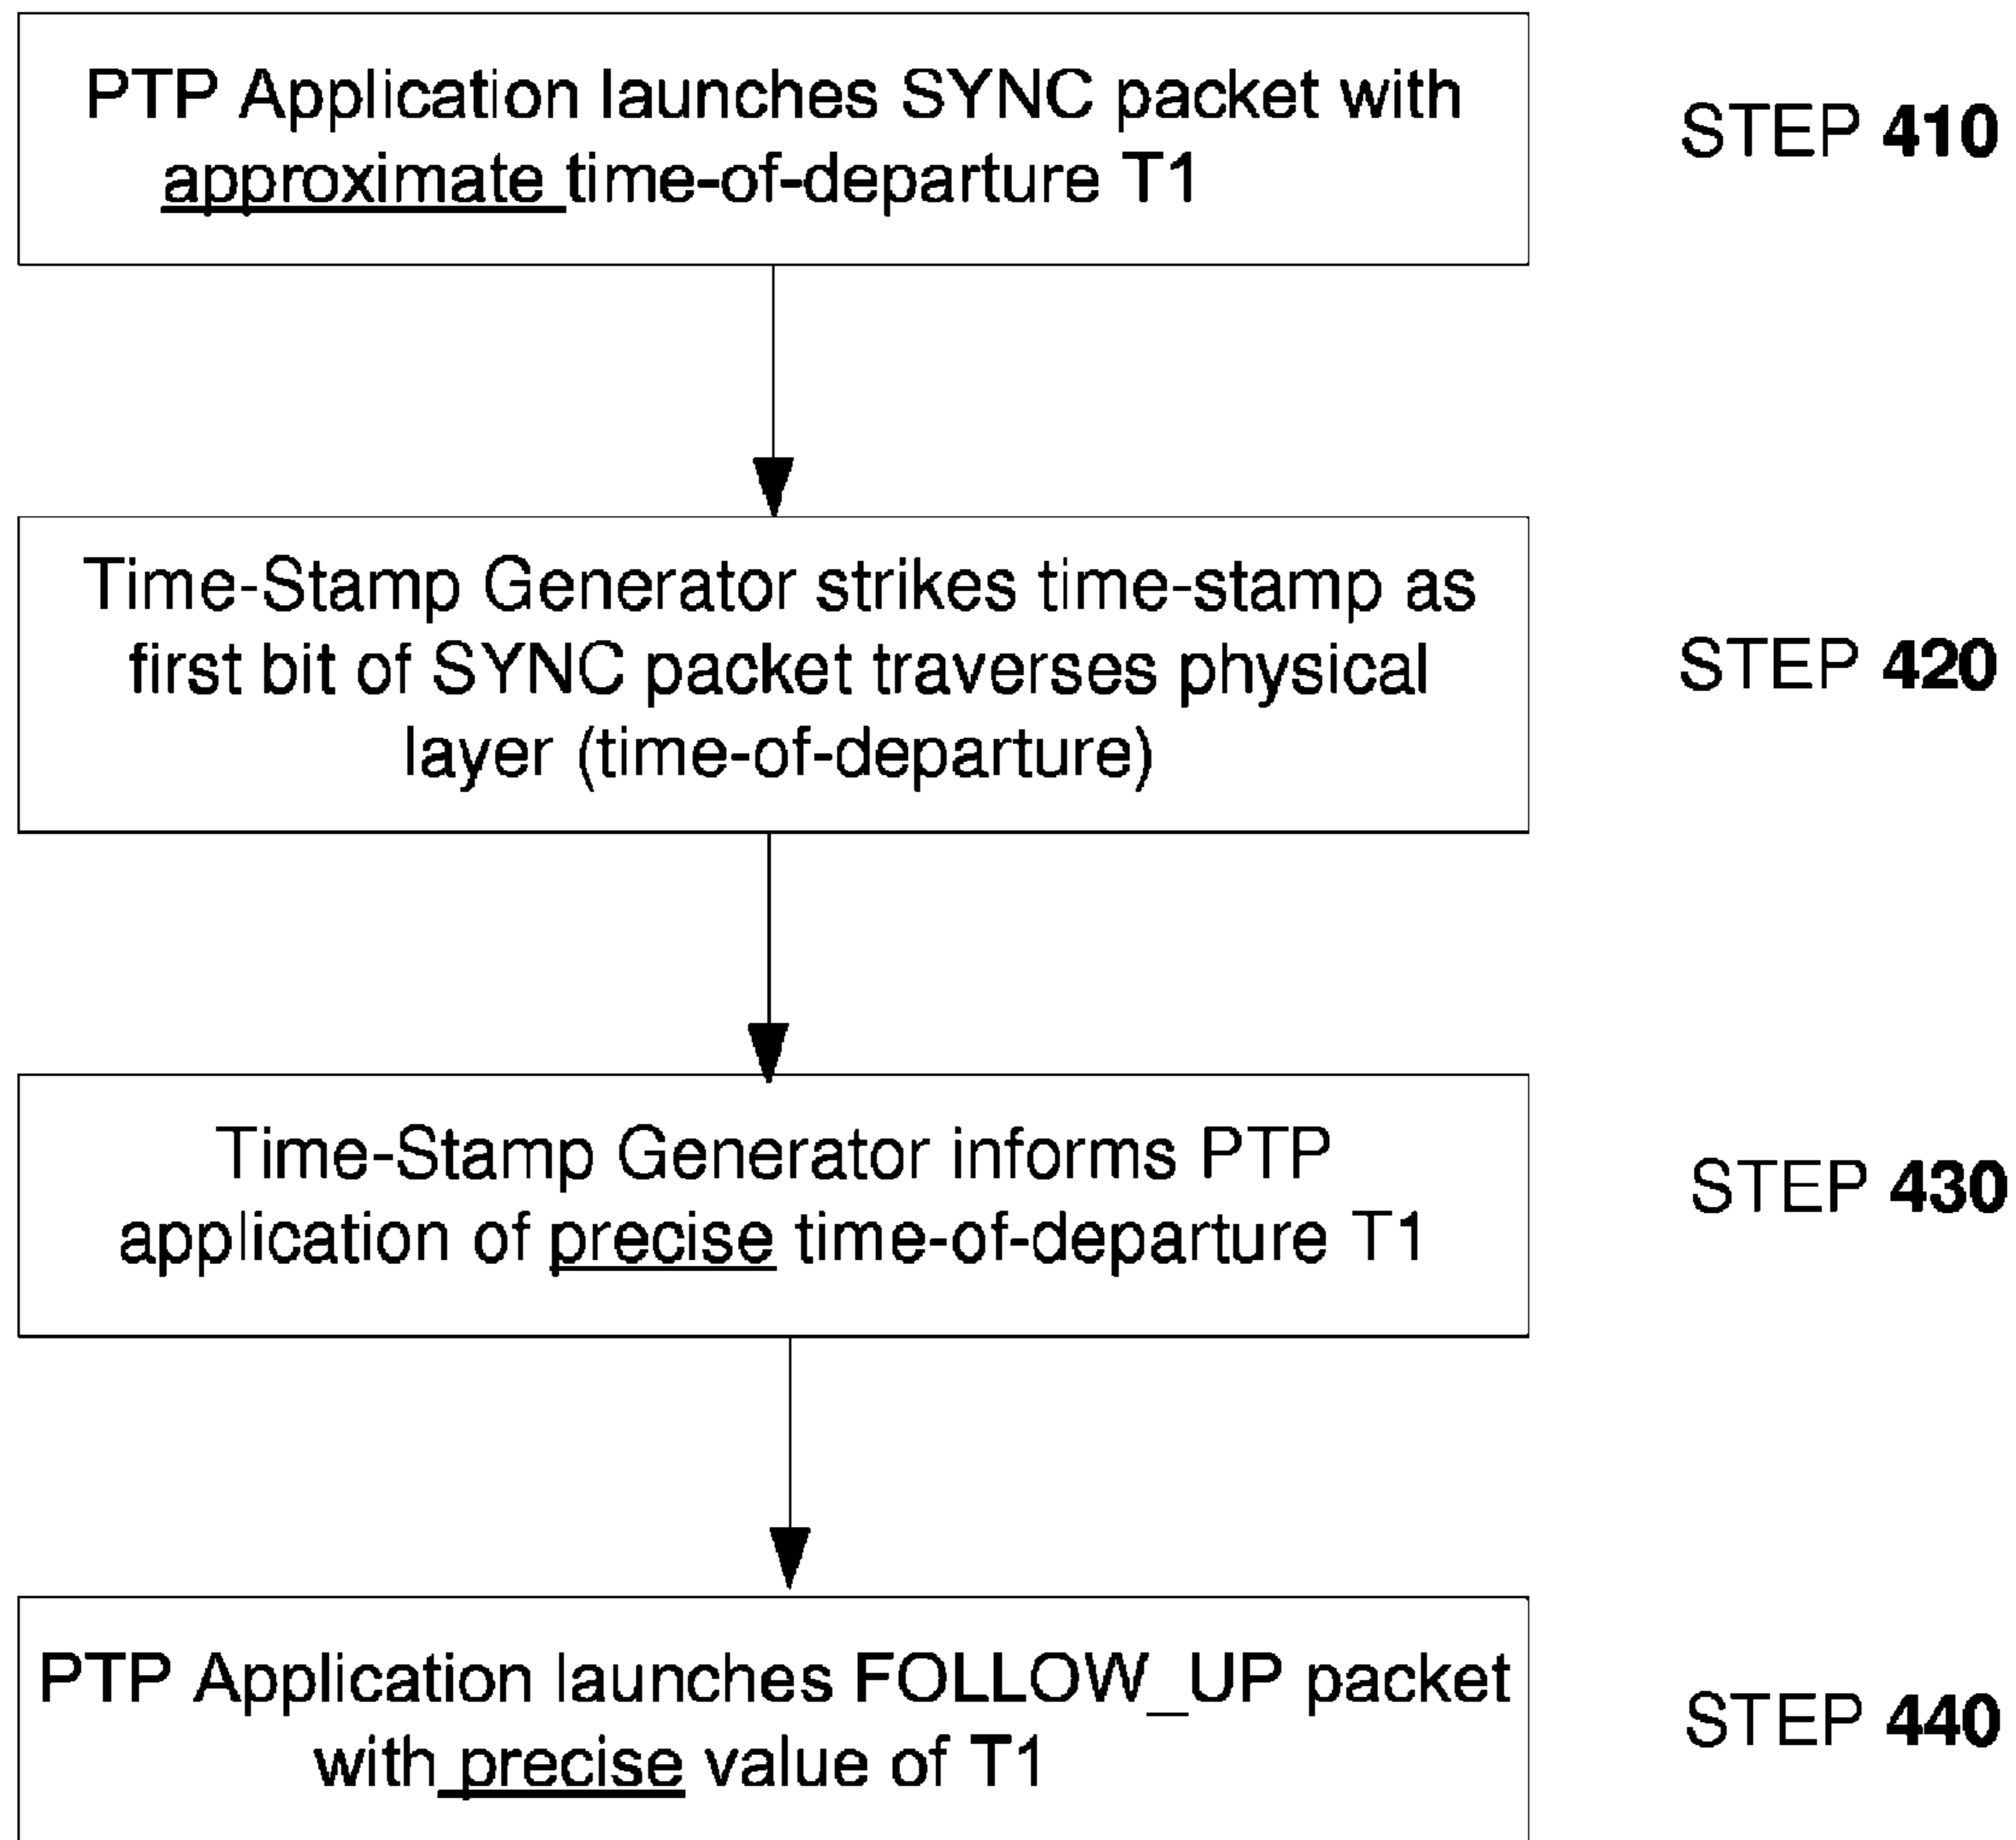 PTP Application launches SYNC packet with
approximate time-of-departure T1
STEP 410
Time-Stamp Generator strikes time-stamp as
first bit of SYNC packet traverses physical
layer (time-of-departure)
STEP 420
Time-Stamp Generator informs PTP
application of precise time-of-departure T1
STEP 430
PTP Application launches FOLLOW_UP packet
with precise value of T1
STEP 440